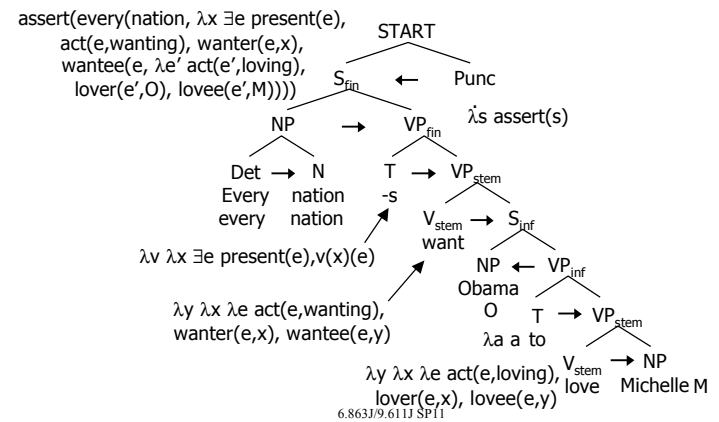 assert(every(nation, λx ∃e present(e),
act(e,wanting), wanter(e,x),
wantee(e, λe’ act(e’,loving),
lover(e’,O), lovee(e’,M))))
START
S_fin ← Punc
λs assert(s)
NP → VP_fin
Det → N T → VP_stem
Every nation -s
every nation
V_stem → S_inf
want
λv λx ∃e present(e),v(x)(e)
NP ← VP_inf
Obama
O T → VP_stem
λa a to
λy λx λe act(e,wanting),
wanter(e,x), wantee(e,y)
V_stem → NP
love Michelle M
λy λx λe act(e,loving),
lover(e,x), lovee(e,y)
6.863J/9.611J SP11